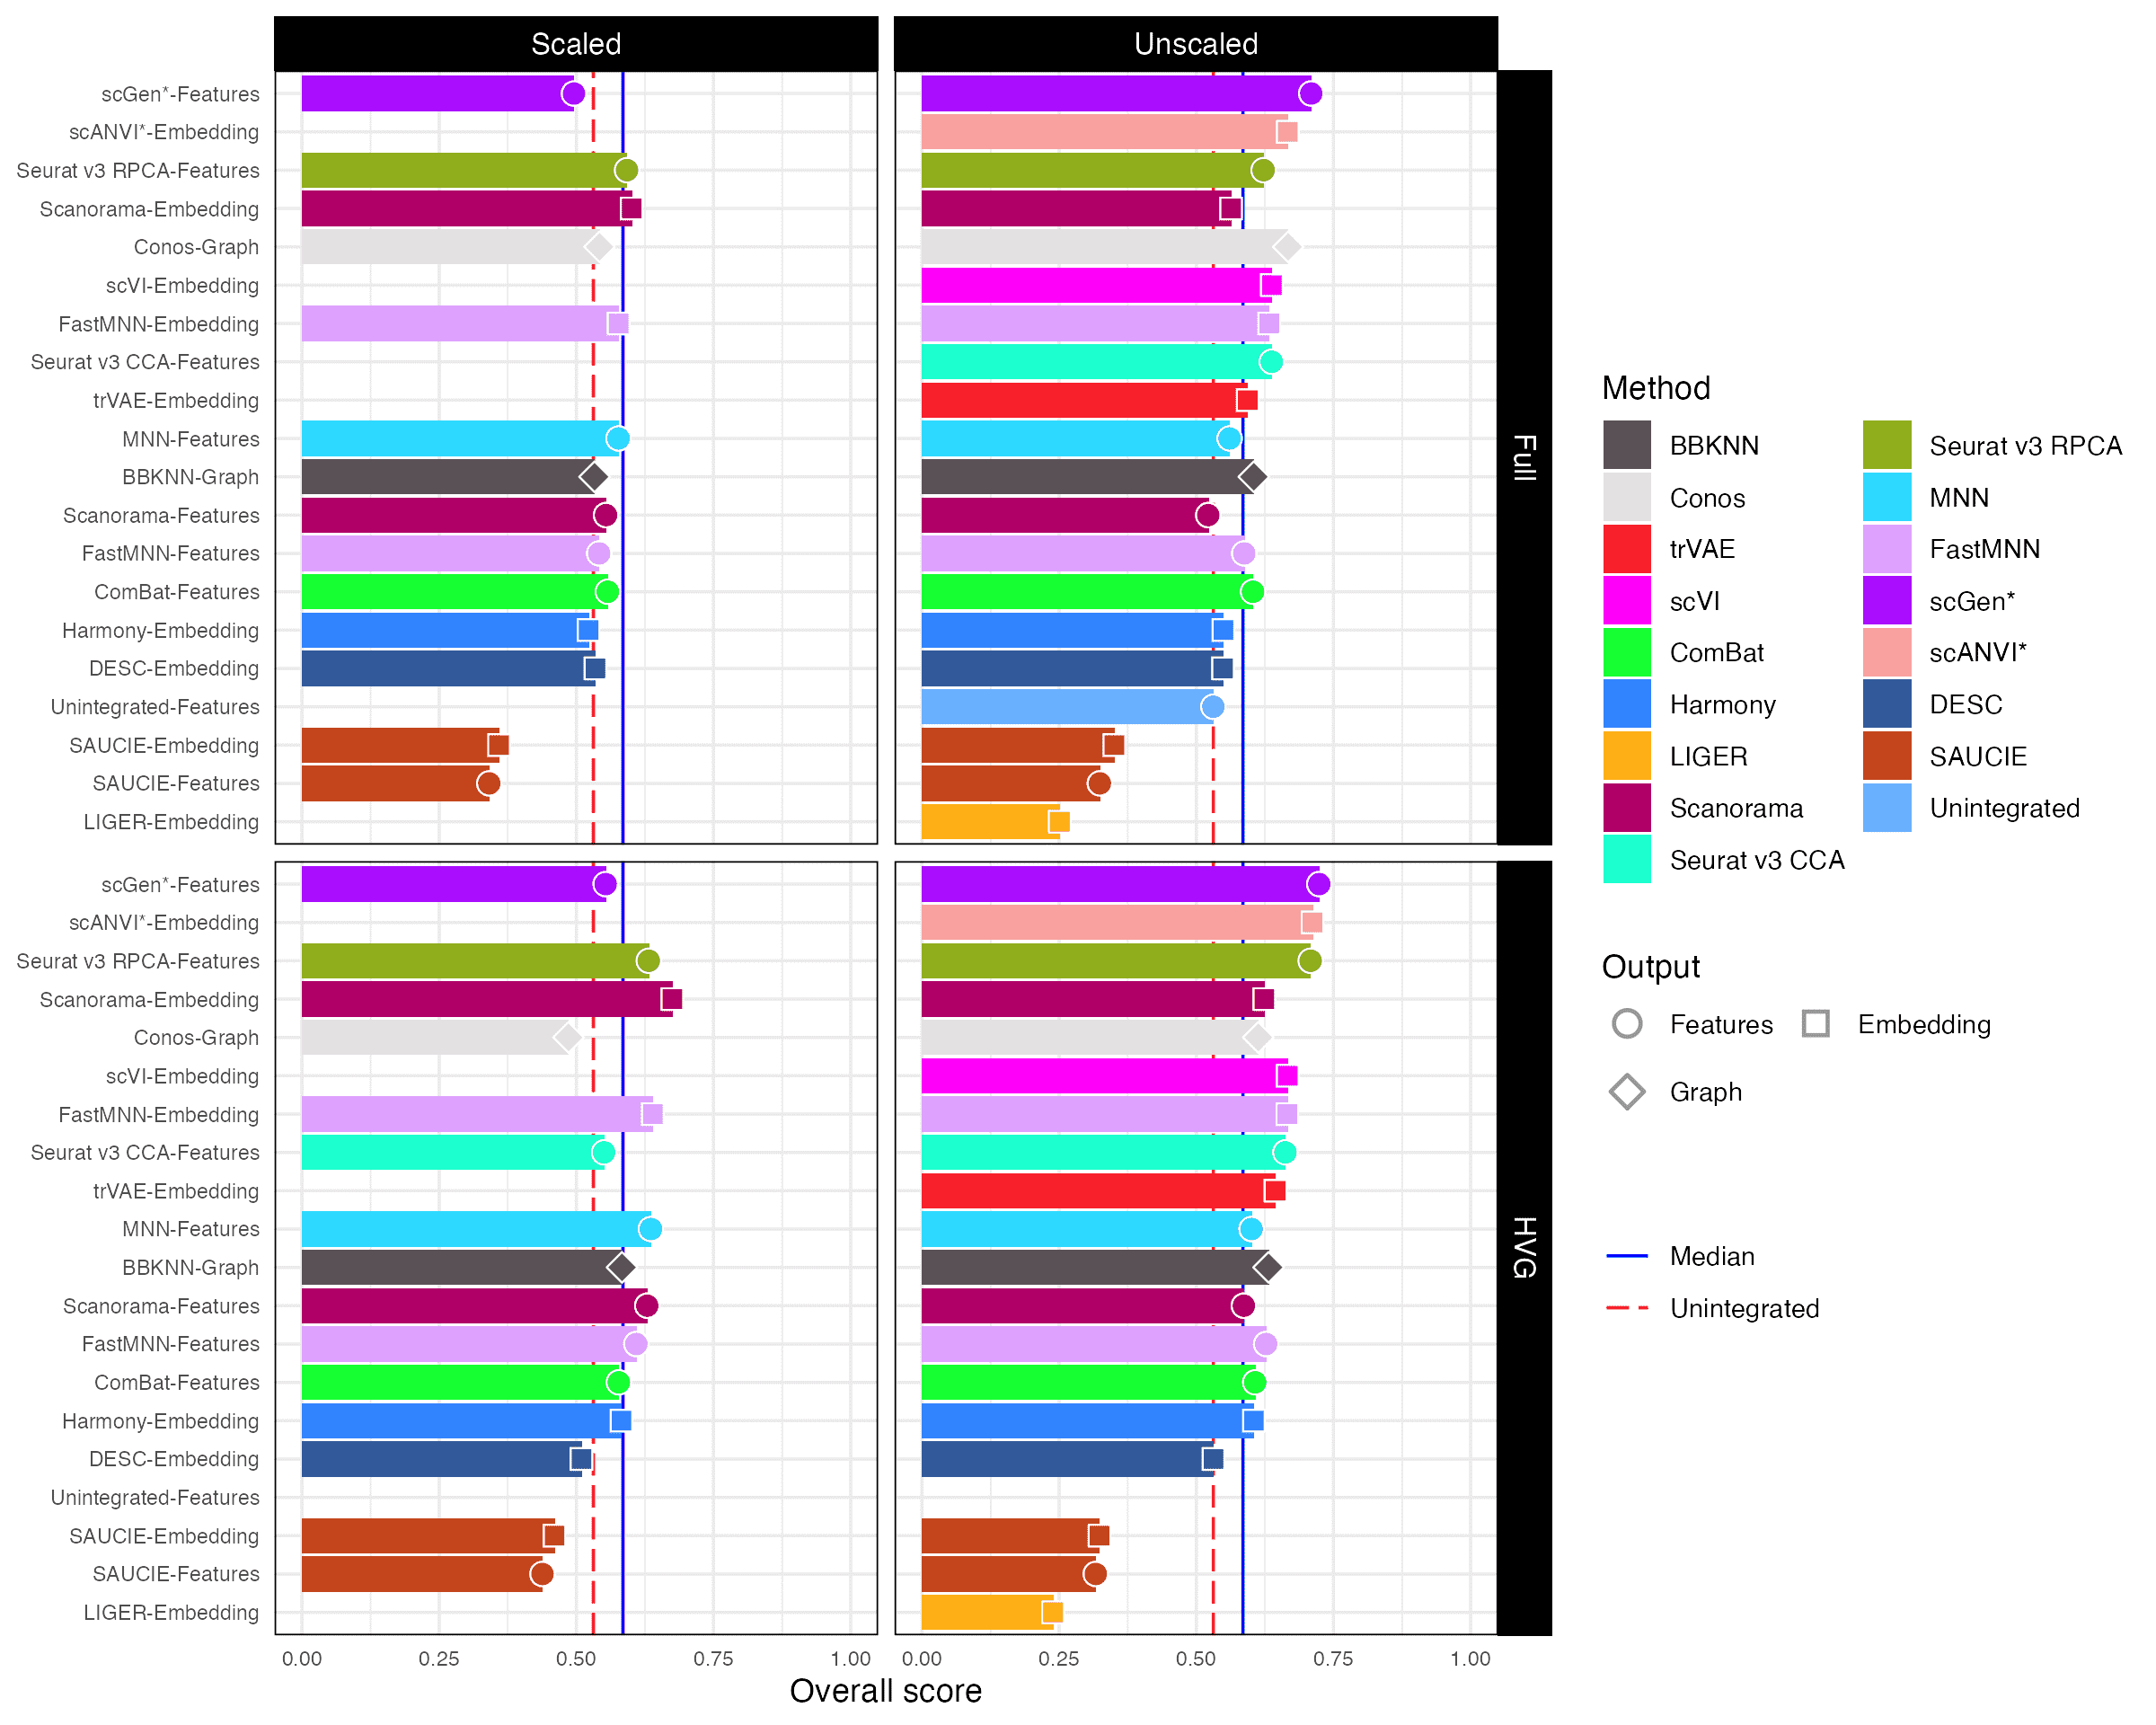 Scaled
Unscaled
scGen*-Features
scANVI*-Embedding
Seurat v3 RPCA-Features
Scanorama-Embedding
Conos-Graph
scVI-Embedding
FastMNN-Embedding
Seurat v3 CCA-Features
trVAE-Embedding
MNN-Features
BBKNN-Graph
Scanorama-Features
FastMNN-Features
ComBat-Features
Harmony-Embedding
DESC-Embedding
Unintegrated-Features
SAUCIE-Embedding
SAUCIE-Features
LIGER-Embedding
Full
scGen*-Features
scANVI*-Embedding
Seurat v3 RPCA-Features
Scanorama-Embedding
Conos-Graph
scVI-Embedding
FastMNN-Embedding
Seurat v3 CCA-Features
trVAE-Embedding
MNN-Features
BBKNN-Graph
Scanorama-Features
FastMNN-Features
ComBat-Features
Harmony-Embedding
DESC-Embedding
Unintegrated-Features
SAUCIE-Embedding
SAUCIE-Features
LIGER-Embedding
HVG
0.00 0.25 0.50 0.75 1.00
0.00 0.25 0.50 0.75 1.00
Overall score
Method
BBKNN
Conos
trVAE
scVI
ComBat
Harmony
LIGER
Scanorama
Seurat v3 CCA
Seurat v3 RPCA
MNN
FastMNN
scGen*
scANVI*
DESC
SAUCIE
Unintegrated
Output
Features
Embedding
Graph
Median
Unintegrated